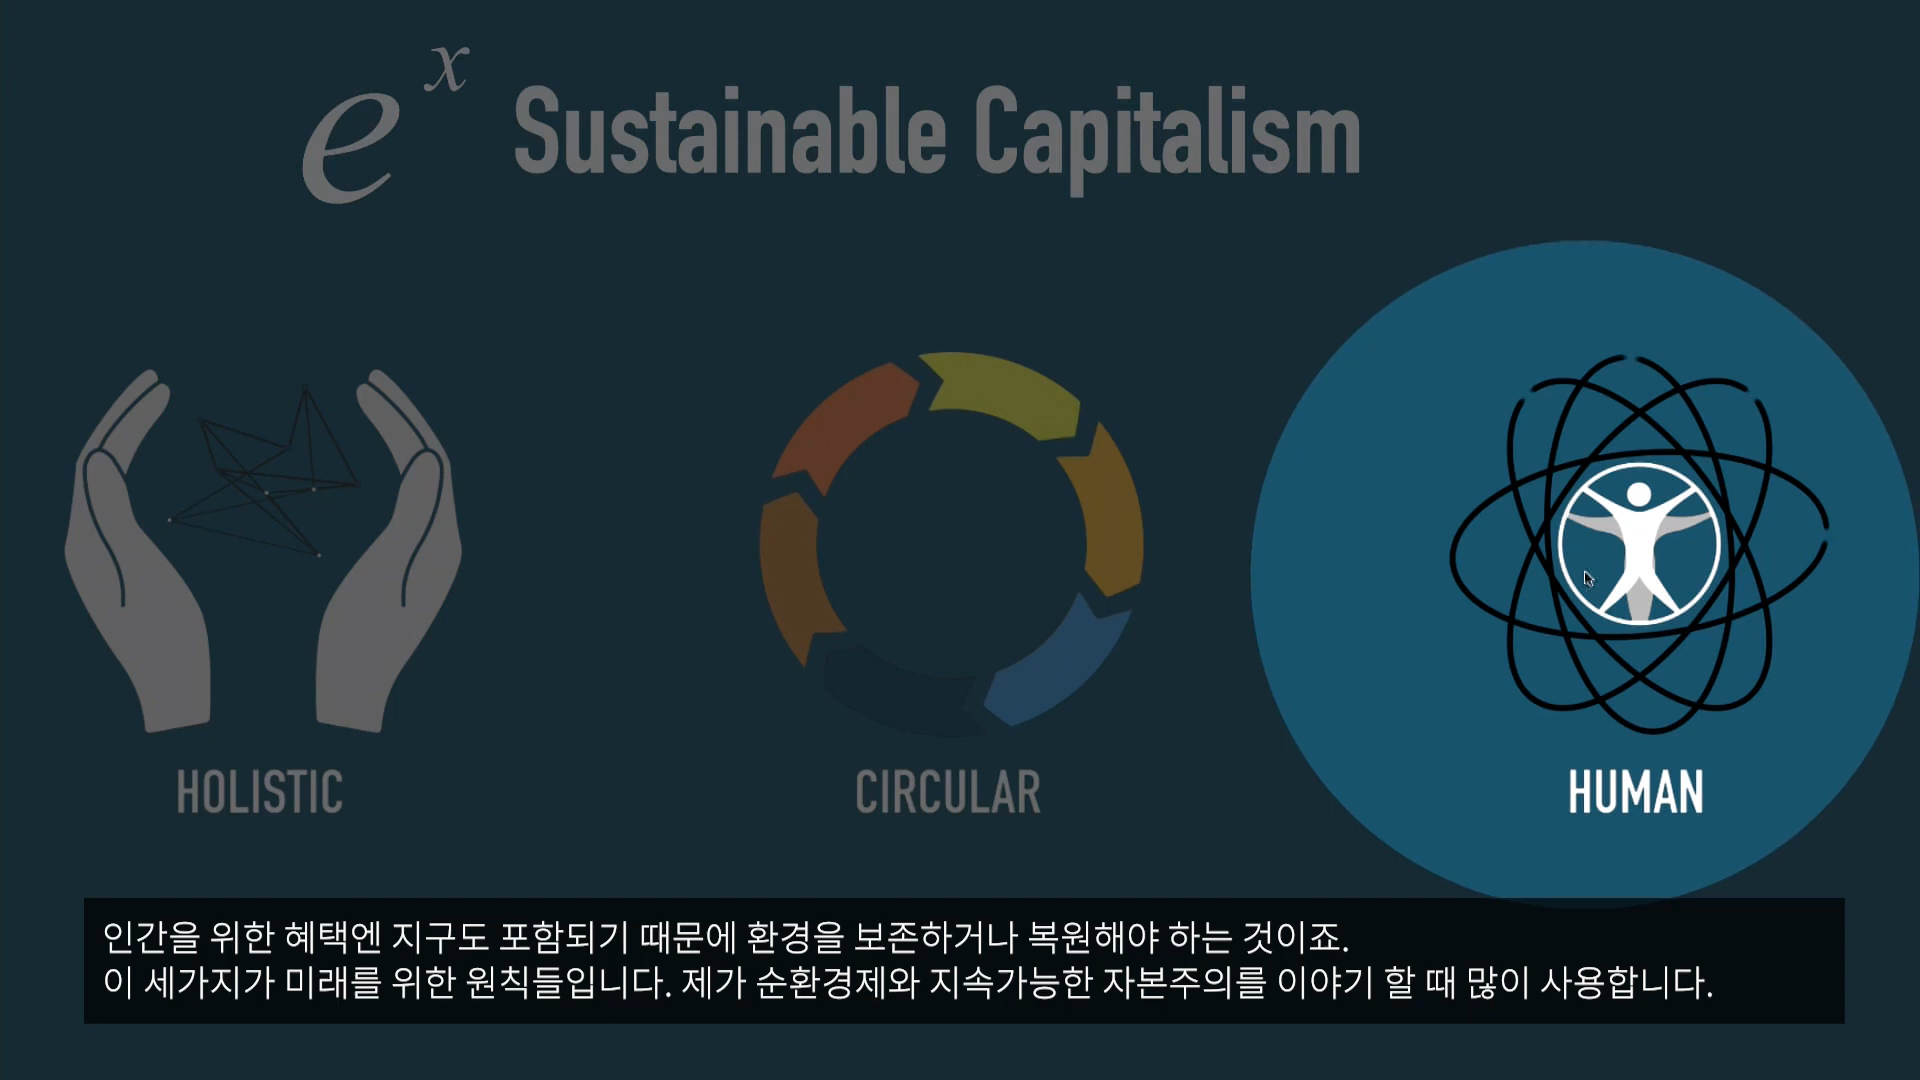 e^x Sustainable Capitalism
HOLISTIC
CIRCULAR
HUMAN
인간을 위한 혜택엔 지구도 포함되기 때문에 환경을 보존하거나 복원해야 하는 것이죠.
이 세가지가 미래를 위한 원칙들입니다. 제가 순환경제와 지속가능한 자본주의를 이야기 할 때 많이 사용합니다.